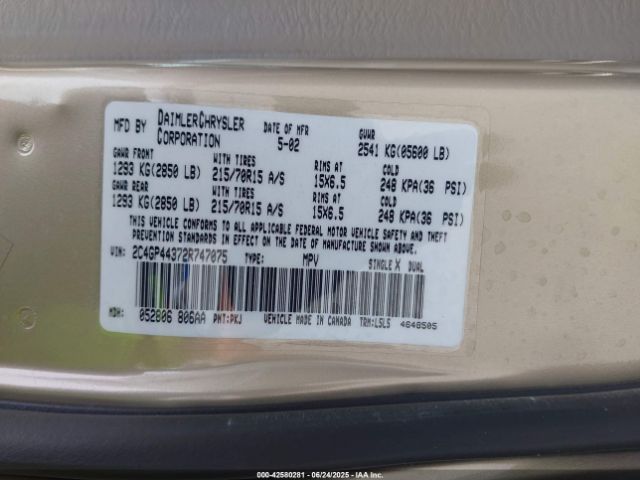 MFD BY DAIMLERCHRYSLER CORPORATION DATE OF MFR 5-02 GVWR 2541 KG(05600 LB)
GAWR FRONT WITH TIRES RIMS AT COLD
1293 KG(2850 LB) 215/70R15 A/S 15X6.5 248 KPA(36 PSI)
GAWR REAR WITH TIRES RIMS AT COLD
1293 KG(2850 LB) 215/70R15 A/S 15X6.5 248 KPA(36 PSI)
THIS VEHICLE CONFORMS TO ALL APPLICABLE FEDERAL MOTOR VEHICLE SAFETY AND THEFT
PREVENTION STANDARDS IN EFFECT ON THE DATE OF MANUFACTURE SHOWN ABOVE.
VIN: 2C4GP44372R747075 TYPE: MPV SINGLE X DUAL
MDH: 052806 806AA PNT:PKJ VEHICLE MADE IN CANADA TRM:L5L5 4648505
000-42580281 - 06/24/2025 - IAA Inc.